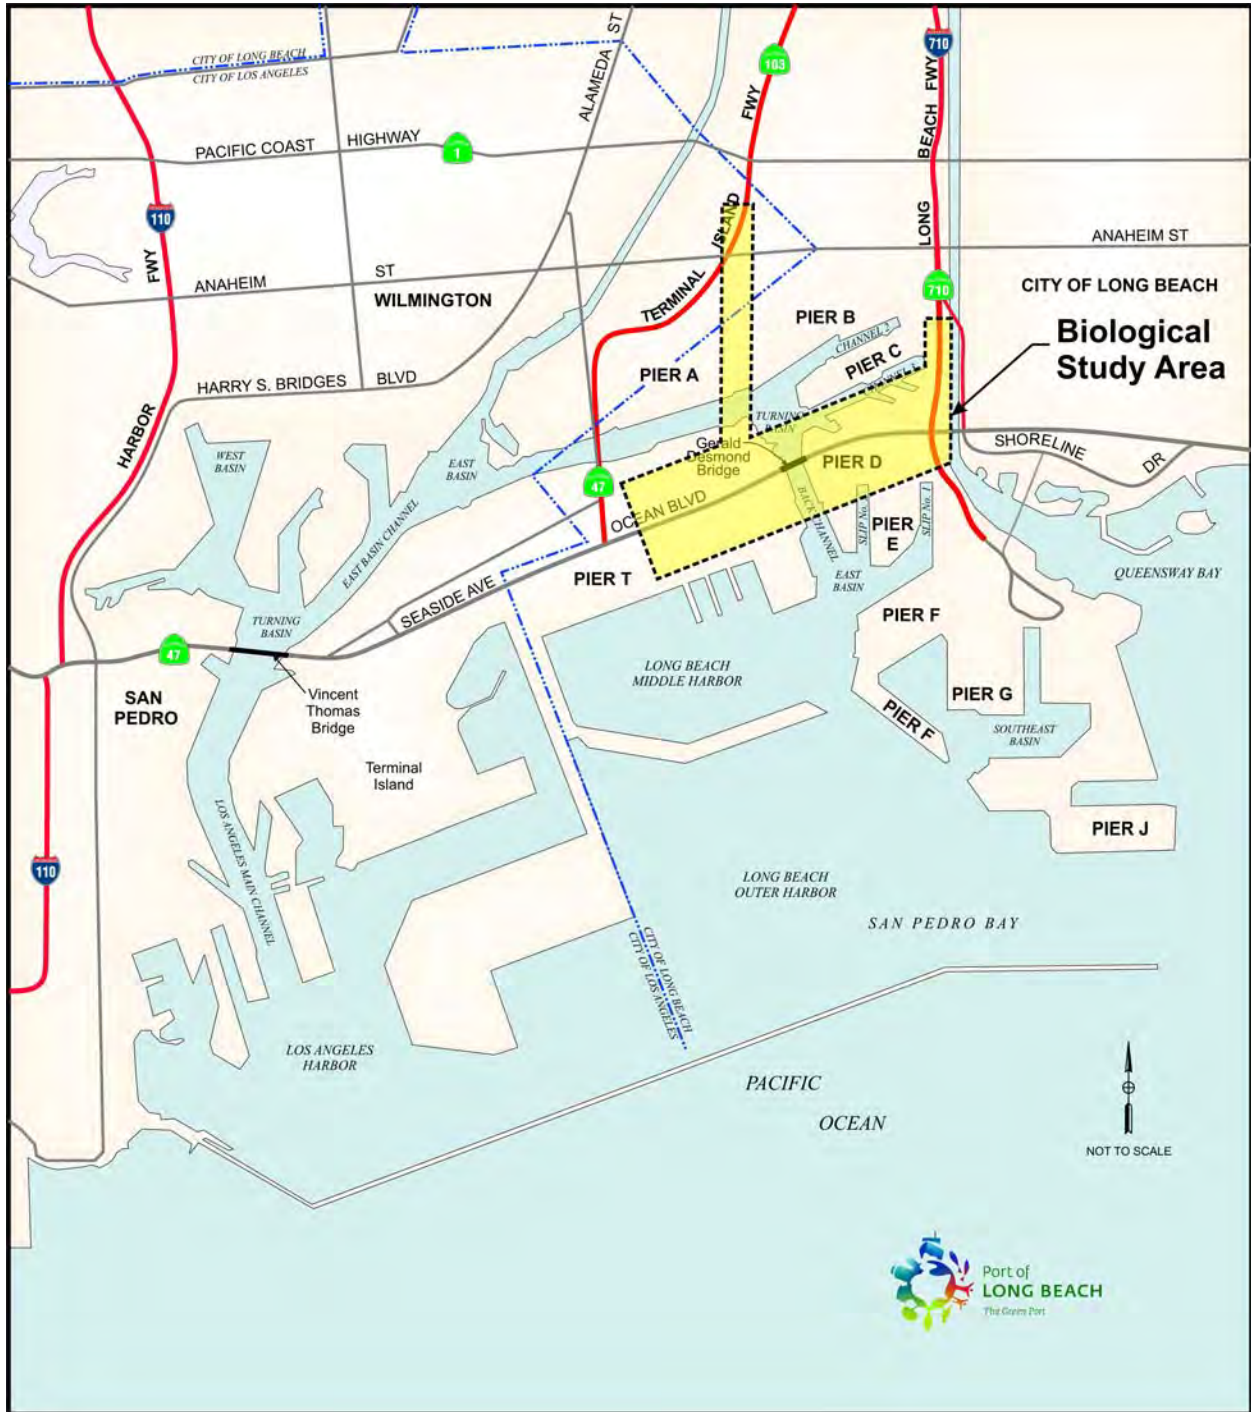 CITY OF LONG BEACH
CITY OF LOS ANGELES
ALAMEDA ST
103
FWY
710
LONG BEACH FWY
PACIFIC COAST HIGHWAY
1
110
HARBOR FWY
ANAHEIM ST
ANAHEIM ST
WILMINGTON
TERMINAL ISLAND
710
CITY OF LONG BEACH
PIER B
CHANNEL 2
PIER C
Biological
Study Area
PIER A
HARRY S. BRIDGES BLVD
TURNING
BASIN
WEST
BASIN
EAST
BASIN
Gerald
Desmond
Bridge
PIER D
SHORELINE DR
47
OCEAN BLVD
BACK CHANNEL
SLIP No. 3
PIER
E
SLIP No. 1
EAST BASIN CHANNEL
EAST
BASIN
QUEENSWAY BAY
PIER T
SEASIDE AVE
TURNING
BASIN
PIER F
47
LONG BEACH
MIDDLE HARBOR
SAN
PEDRO
Vincent
Thomas
Bridge
PIER G
PIER F
SOUTHEAST
BASIN
Terminal
Island
LOS ANGELES MAIN CHANNEL
PIER J
110
LONG BEACH
OUTER HARBOR
SAN PEDRO BAY
CITY OF LONG BEACH
CITY OF LOS ANGELES
LOS ANGELES
HARBOR
PACIFIC
OCEAN
NOT TO SCALE
Port of
LONG BEACH
The Green Port